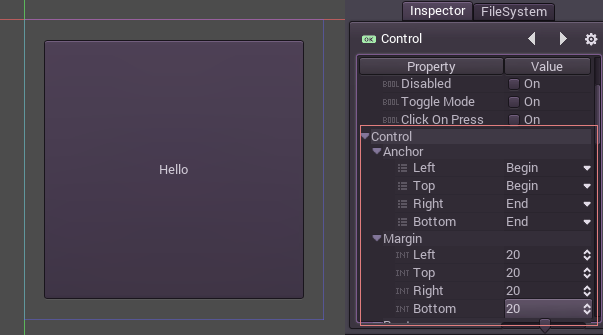 Inspector FileSystem
OK Control
Property Value
BOOL Disabled On
BOOL Toggle Mode On
BOOL Click On Press On
Control
Anchor
Left Begin
Top Begin
Right End
Bottom End
Margin
INT Left 20
INT Top 20
INT Right 20
INT Bottom 20
Hello